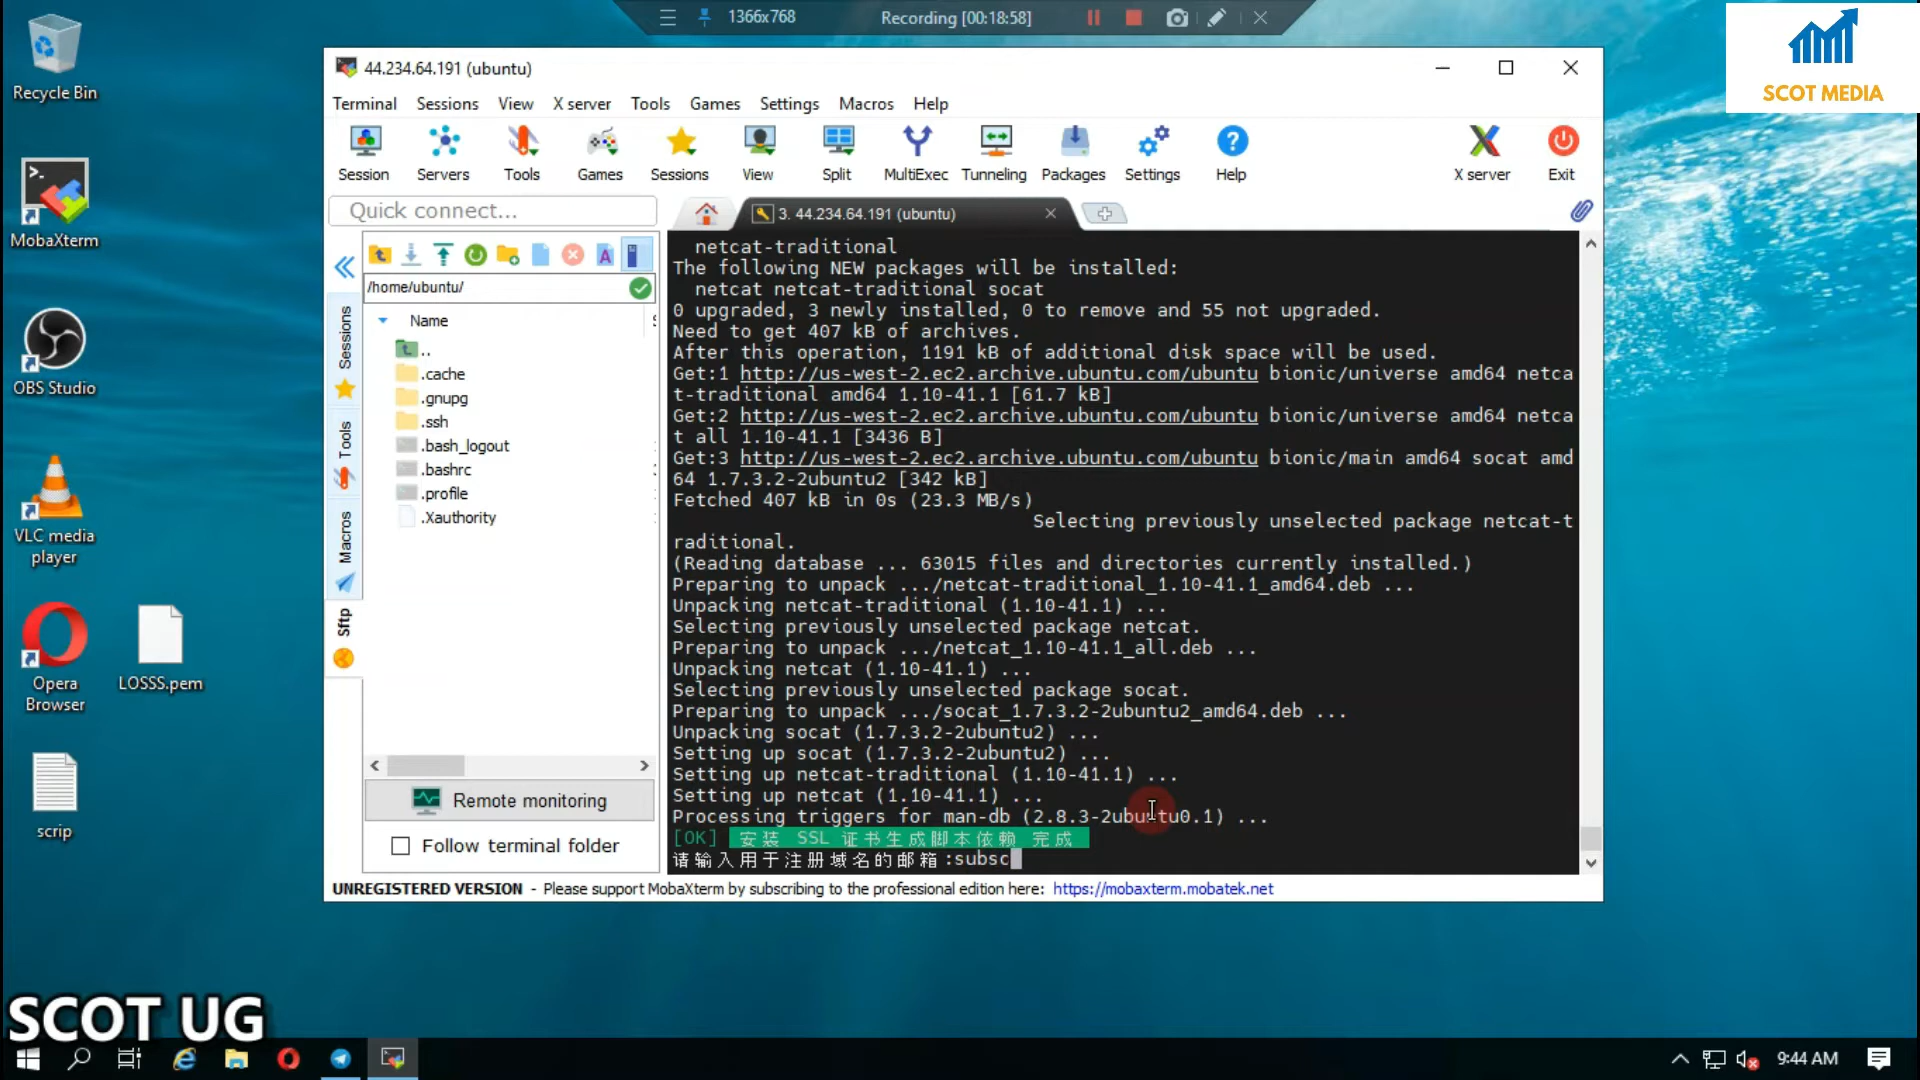 1366x768
Recording [00:18:58]
SCOT MEDIA
Recycle Bin
MobaXterm
OBS Studio
VLC media
player
Opera
Browser
LOSSS.pem
scrip
44.234.64.191 (ubuntu)
Terminal Sessions View X server Tools Games Settings Macros Help
Session Servers Tools Games Sessions View Split MultiExec Tunneling Packages Settings Help X server Exit
Quick connect...
3. 44.234.64.191 (ubuntu)
/home/ubuntu/
Name
..
.cache
.gnupg
.ssh
.bash_logout
.bashrc
.profile
.Xauthority
Sessions
Tools
Macros
Sftp
Remote monitoring
Follow terminal folder
netcat-traditional
The following NEW packages will be installed:
netcat netcat-traditional socat
0 upgraded, 3 newly installed, 0 to remove and 55 not upgraded.
Need to get 407 kB of archives.
After this operation, 1191 kB of additional disk space will be used.
Get:1 http://us-west-2.ec2.archive.ubuntu.com/ubuntu bionic/universe amd64 netca
t-traditional amd64 1.10-41.1 [61.7 kB]
Get:2 http://us-west-2.ec2.archive.ubuntu.com/ubuntu bionic/universe amd64 netca
t all 1.10-41.1 [3436 B]
Get:3 http://us-west-2.ec2.archive.ubuntu.com/ubuntu bionic/main amd64 socat amd
64 1.7.3.2-2ubuntu2 [342 kB]
Fetched 407 kB in 0s (23.3 MB/s)
Selecting previously unselected package netcat-t
raditional.
(Reading database ... 63015 files and directories currently installed.)
Preparing to unpack .../netcat-traditional_1.10-41.1_amd64.deb ...
Unpacking netcat-traditional (1.10-41.1) ...
Selecting previously unselected package netcat.
Preparing to unpack .../netcat_1.10-41.1_all.deb ...
Unpacking netcat (1.10-41.1) ...
Selecting previously unselected package socat.
Preparing to unpack .../socat_1.7.3.2-2ubuntu2_amd64.deb ...
Unpacking socat (1.7.3.2-2ubuntu2) ...
Setting up socat (1.7.3.2-2ubuntu2) ...
Setting up netcat-traditional (1.10-41.1) ...
Setting up netcat (1.10-41.1) ...
Processing triggers for man-db (2.8.3-2ubuntu0.1) ...
[OK] 安装 SSL 证书生成脚本依赖 完成
请输入用于注册域名的邮箱:subsc
UNREGISTERED VERSION - Please support MobaXterm by subscribing to the professional edition here: https://mobaxterm.mobatek.net
SCOT UG
9:44 AM